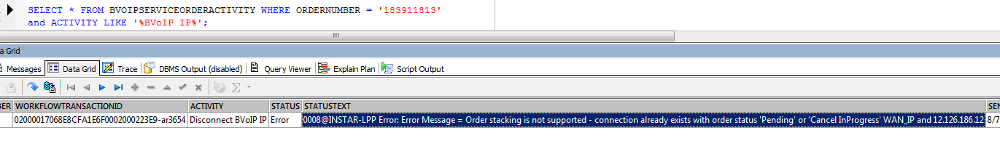 SELECT * FROM BVOIPSERVICEORDERACTIVITY WHERE ORDERNUMBER = '183911813'
and ACTIVITY LIKE '%BVoIP IP%';
ta Grid
Messages Data Grid Trace DBMS Output (disabled) Query Viewer Explain Plan Script Output
BER WORKFLOWTRANSACTIONID ACTIVITY STATUS STATUSTEXT SEN
02000017068E8CFA1E6F0002000223E9-ar3654 Disconnect BVoIP IP Error 0008@INSTAR-LPP Error: Error Message = Order stacking is not supported - connection already exists with order status 'Pending' or 'Cancel InProgress' WAN_IP and 12.126.186.12 8/7